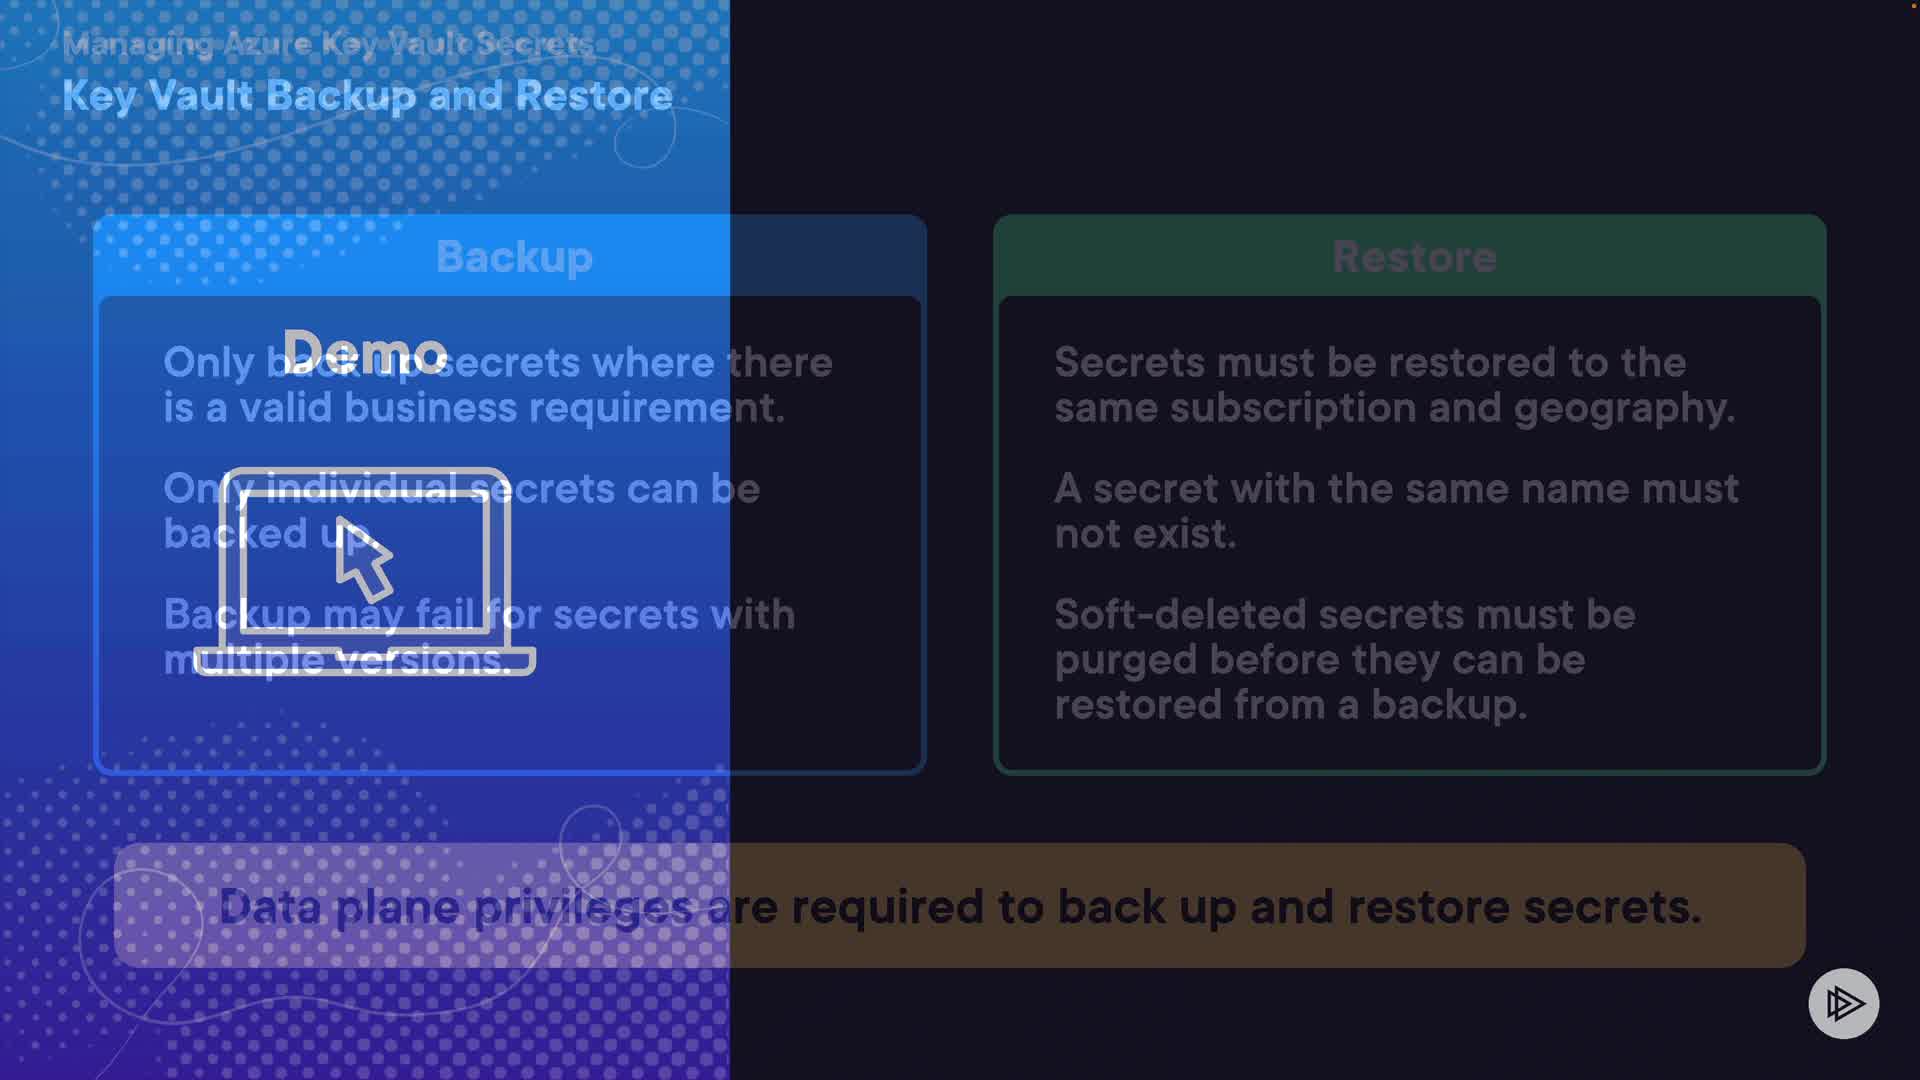 Managing Azure Key Vault Secrets
Key Vault Backup and Restore
Backup
Only back up secrets where there
is a valid business requirement.
Only individual secrets can be
backed up.
Backup may fail for secrets with
multiple versions.
Demo
Restore
Secrets must be restored to the
same subscription and geography.
A secret with the same name must
not exist.
Soft-deleted secrets must be
purged before they can be
restored from a backup.
Data plane privileges are required to back up and restore secrets.